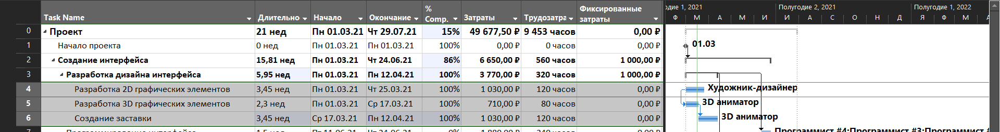 Task Name Длительно Начало Окончание % Comp. Затраты Трудозатра Фиксированные затраты
одие 1, 2021 Полугодие 2, 2021 Полугодие 1, 2022
Ф М А М И И А С О Н Д Я Ф М А
0 Проект 21 нед Пн 01.03.21 Чт 29.07.21 15% 49 677,50 ₽ 9 453 часов 0,00 ₽
1 Начало проекта 0 нед Пн 01.03.21 Пн 01.03.21 100% 0,00 ₽ 0 часов 0,00 ₽ 01.03
2 Создание интерфейса 15,81 нед Пн 01.03.21 Чт 24.06.21 86% 6 650,00 ₽ 560 часов 1 000,00 ₽
3 Разработка дизайна интерфейса 5,95 нед Пн 01.03.21 Пн 12.04.21 100% 3 770,00 ₽ 320 часов 1 000,00 ₽
4 Разработка 2D графических элементов 3,45 нед Пн 01.03.21 Чт 25.03.21 100% 1 030,00 ₽ 120 часов 0,00 ₽ Художник-дизайнер
5 Разработка 3D графических элементов 2,3 нед Пн 01.03.21 Ср 17.03.21 100% 710,00 ₽ 80 часов 0,00 ₽ 3D аниматор
6 Создание заставки 3,45 нед Ср 17.03.21 Пн 12.04.21 100% 1 030,00 ₽ 120 часов 0,00 ₽ 3D аниматор
Программист #4;Программист #3;Программист #